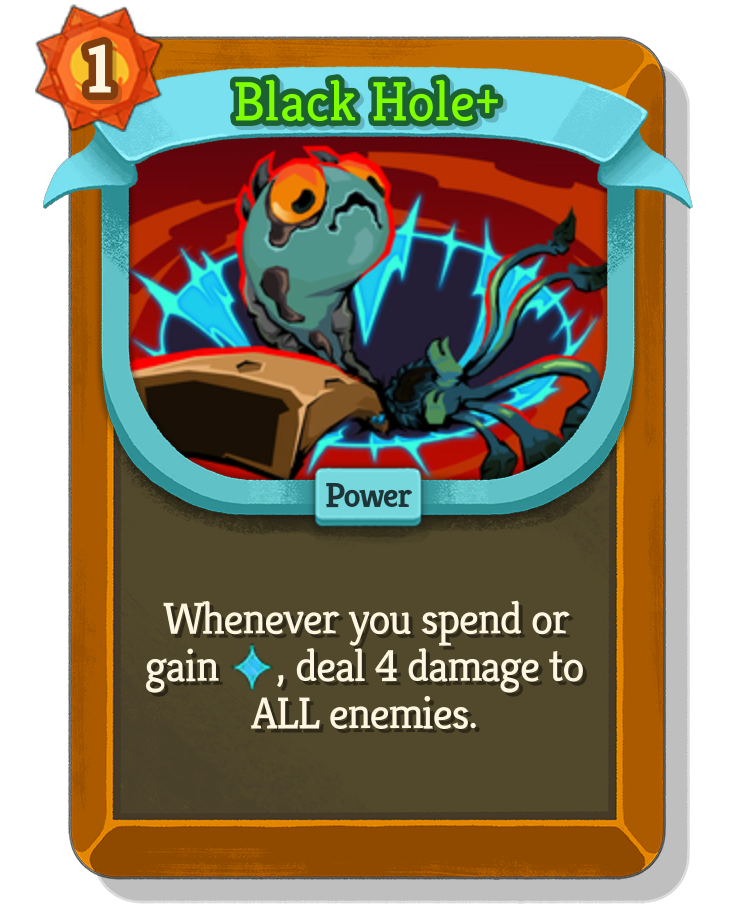 1
Black Hole+
Power
Whenever you spend or
gain , deal 4 damage to
ALL enemies.